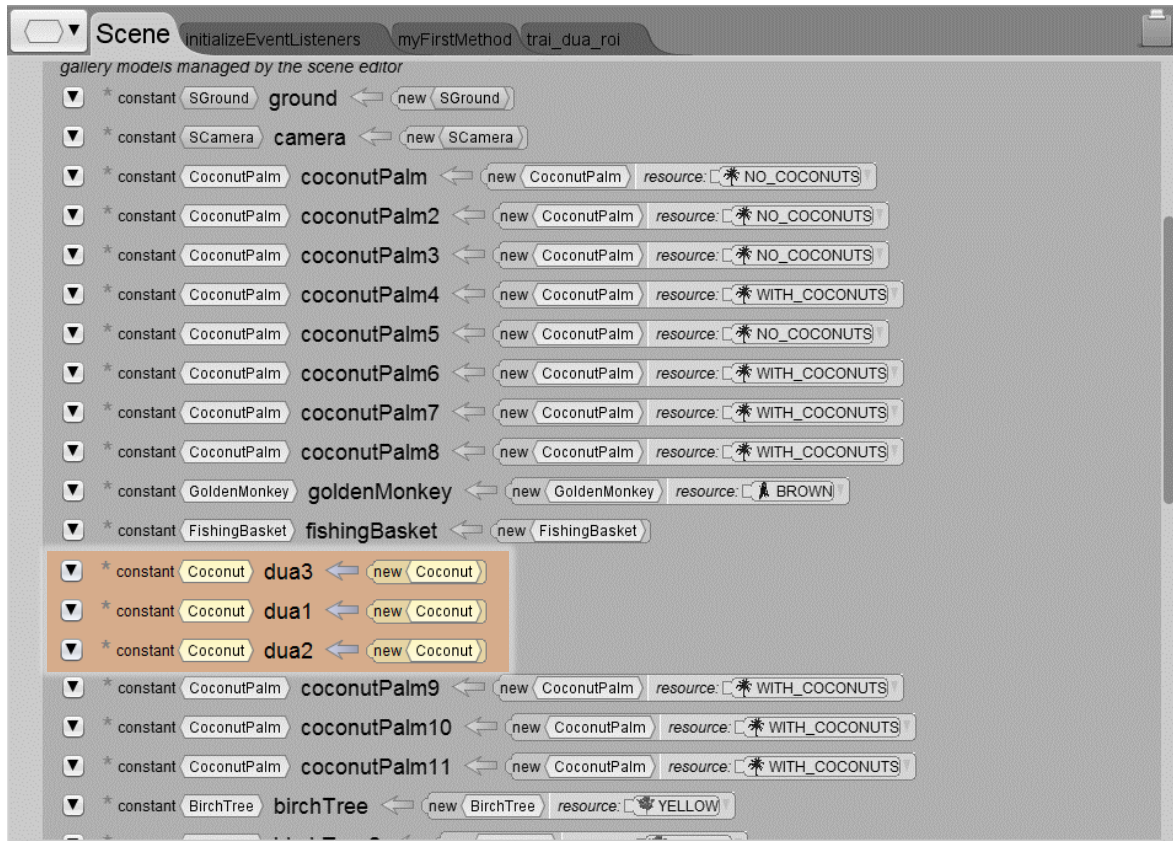 Scene initializeEventListeners myFirstMethod trai_dua_roi
gallery models managed by the scene editor
* constant SGround ground new SGround
* constant SCamera camera new SCamera
* constant CoconutPalm coconutPalm new CoconutPalm resource: NO_COCONUTS
* constant CoconutPalm coconutPalm2 new CoconutPalm resource: NO_COCONUTS
* constant CoconutPalm coconutPalm3 new CoconutPalm resource: NO_COCONUTS
* constant CoconutPalm coconutPalm4 new CoconutPalm resource: WITH_COCONUTS
* constant CoconutPalm coconutPalm5 new CoconutPalm resource: NO_COCONUTS
* constant CoconutPalm coconutPalm6 new CoconutPalm resource: WITH_COCONUTS
* constant CoconutPalm coconutPalm7 new CoconutPalm resource: WITH_COCONUTS
* constant CoconutPalm coconutPalm8 new CoconutPalm resource: WITH_COCONUTS
* constant GoldenMonkey goldenMonkey new GoldenMonkey resource: BROWN
* constant FishingBasket fishingBasket new FishingBasket
* constant Coconut dua3 new Coconut
* constant Coconut dua1 new Coconut
* constant Coconut dua2 new Coconut
* constant CoconutPalm coconutPalm9 new CoconutPalm resource: WITH_COCONUTS
* constant CoconutPalm coconutPalm10 new CoconutPalm resource: WITH_COCONUTS
* constant CoconutPalm coconutPalm11 new CoconutPalm resource: WITH_COCONUTS
* constant BirchTree birchTree new BirchTree resource: YELLOW